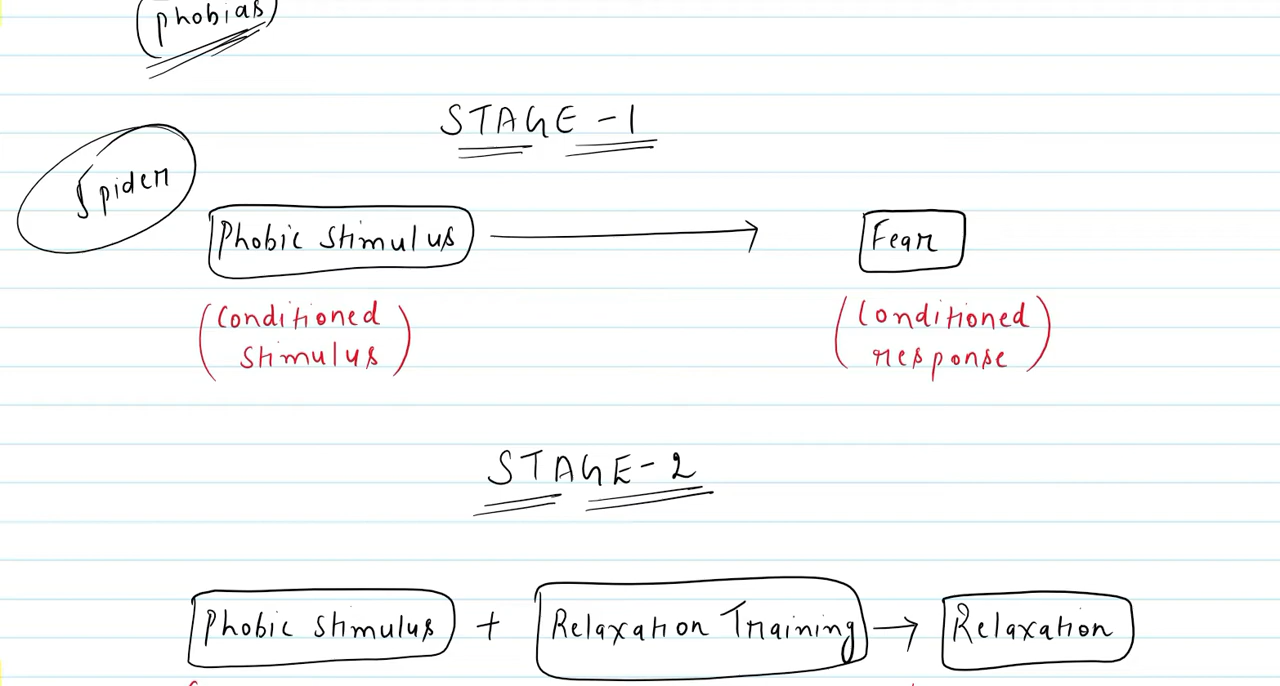 phobias
STAGE-1
Spider
Phobic stimulus → Fear
(Conditioned stimulus) (Conditioned response)
STAGE-2
Phobic stimulus + Relaxation Training → Relaxation